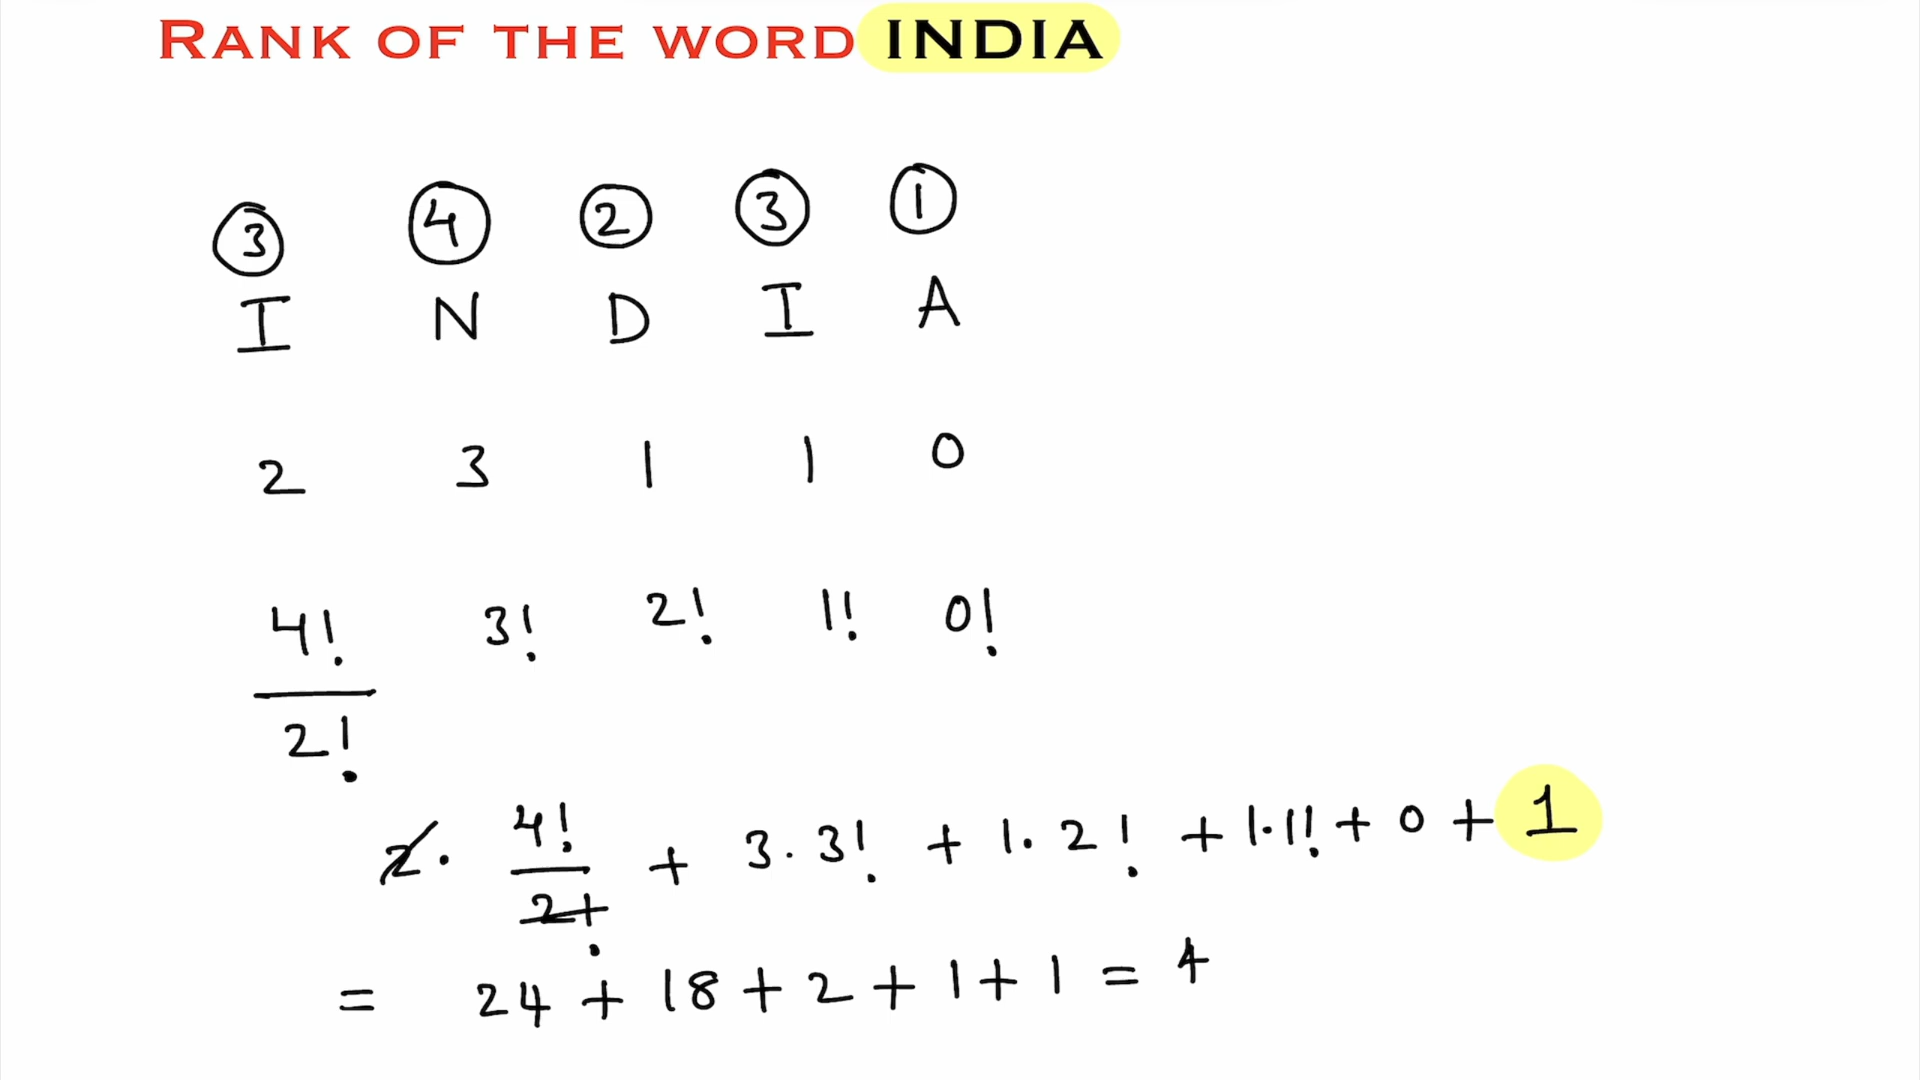 RANK OF THE WORD INDIA
3 4 2 3 1
I N D I A
2 3 1 1 0
4!/2! 3! 2! 1! 0!
2. 4!/2! + 3.3! + 1.2! + 1.1! + 0 + 1
= 24 + 18 + 2 + 1 + 1 = 4